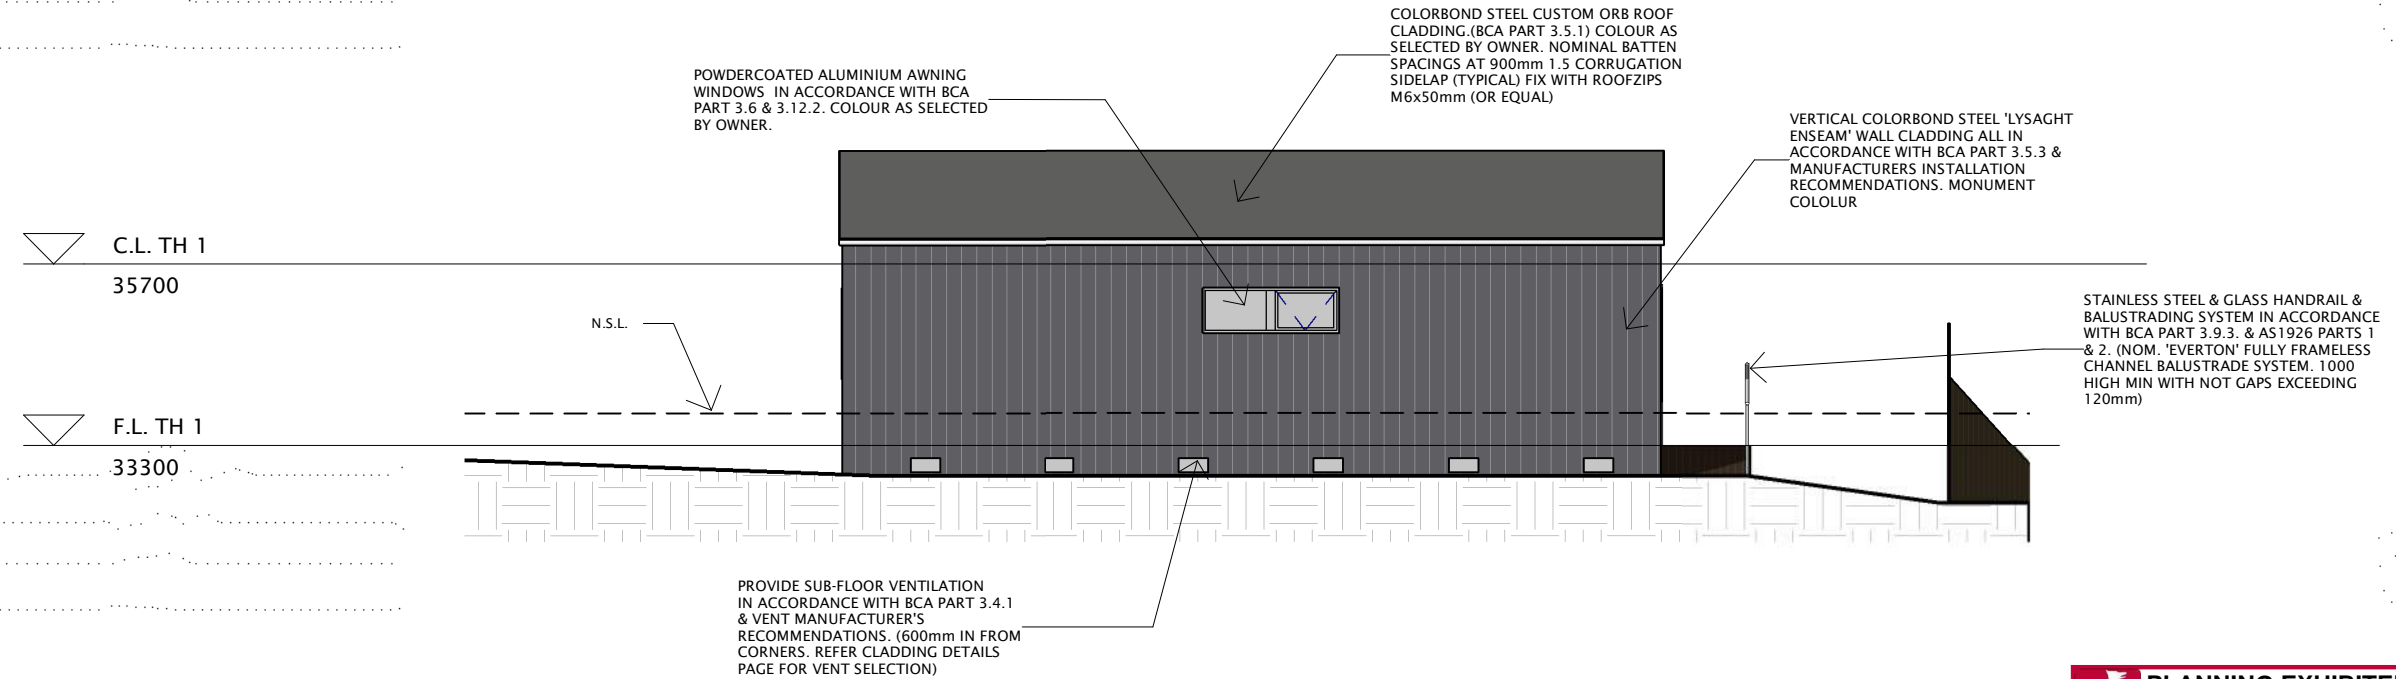 COLORBOND STEEL CUSTOM ORB ROOF
CLADDING.(BCA PART 3.5.1) COLOUR AS
SELECTED BY OWNER. NOMINAL BATTEN
SPACINGS AT 900mm 1.5 CORRUGATION
SIDELAP (TYPICAL) FIX WITH ROOFZIPS
M6x50mm (OR EQUAL)
POWDERCOATED ALUMINIUM AWNING
WINDOWS IN ACCORDANCE WITH BCA
PART 3.6 & 3.12.2. COLOUR AS SELECTED
BY OWNER.
VERTICAL COLORBOND STEEL 'LYSAGHT
ENSEAM' WALL CLADDING ALL IN
ACCORDANCE WITH BCA PART 3.5.3 &
MANUFACTURERS INSTALLATION
RECOMMENDATIONS. MONUMENT
COLOLUR
C.L. TH 1
35700
N.S.L.
STAINLESS STEEL & GLASS HANDRAIL &
BALUSTRADING SYSTEM IN ACCORDANCE
WITH BCA PART 3.9.3. & AS1926 PARTS 1
& 2. (NOM. 'EVERTON' FULLY FRAMELESS
CHANNEL BALUSTRADE SYSTEM. 1000
HIGH MIN WITH NOT GAPS EXCEEDING
120mm)
F.L. TH 1
33300
PROVIDE SUB-FLOOR VENTILATION
IN ACCORDANCE WITH BCA PART 3.4.1
& VENT MANUFACTURER'S
RECOMMENDATIONS. (600mm IN FROM
CORNERS. REFER CLADDING DETAILS
PAGE FOR VENT SELECTION)
PLANNING